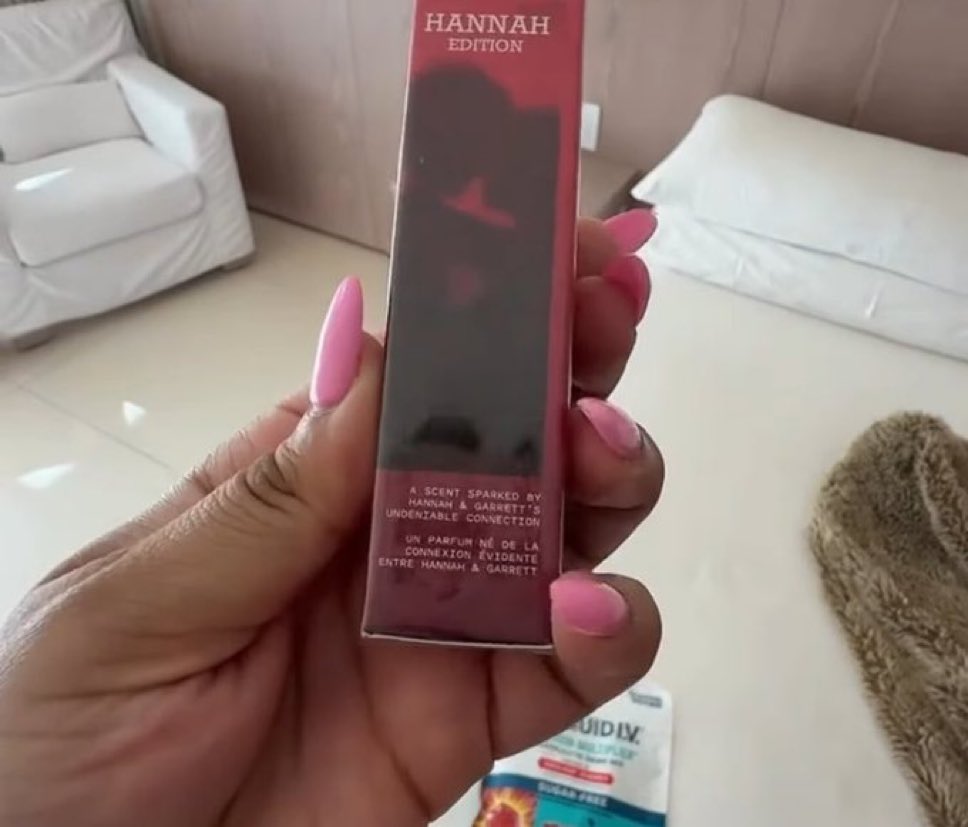 HANNAH
EDITION
A SCENT SPARKED BY
HANNAH & GARRETT'S
UNDENIABLE CONNECTION
UN PARFUM NÉ DE LA
CONNEXION ÉVIDENTE
ENTRE HANNAH & GARRETT
UID I.V.
SUGAR-FREE